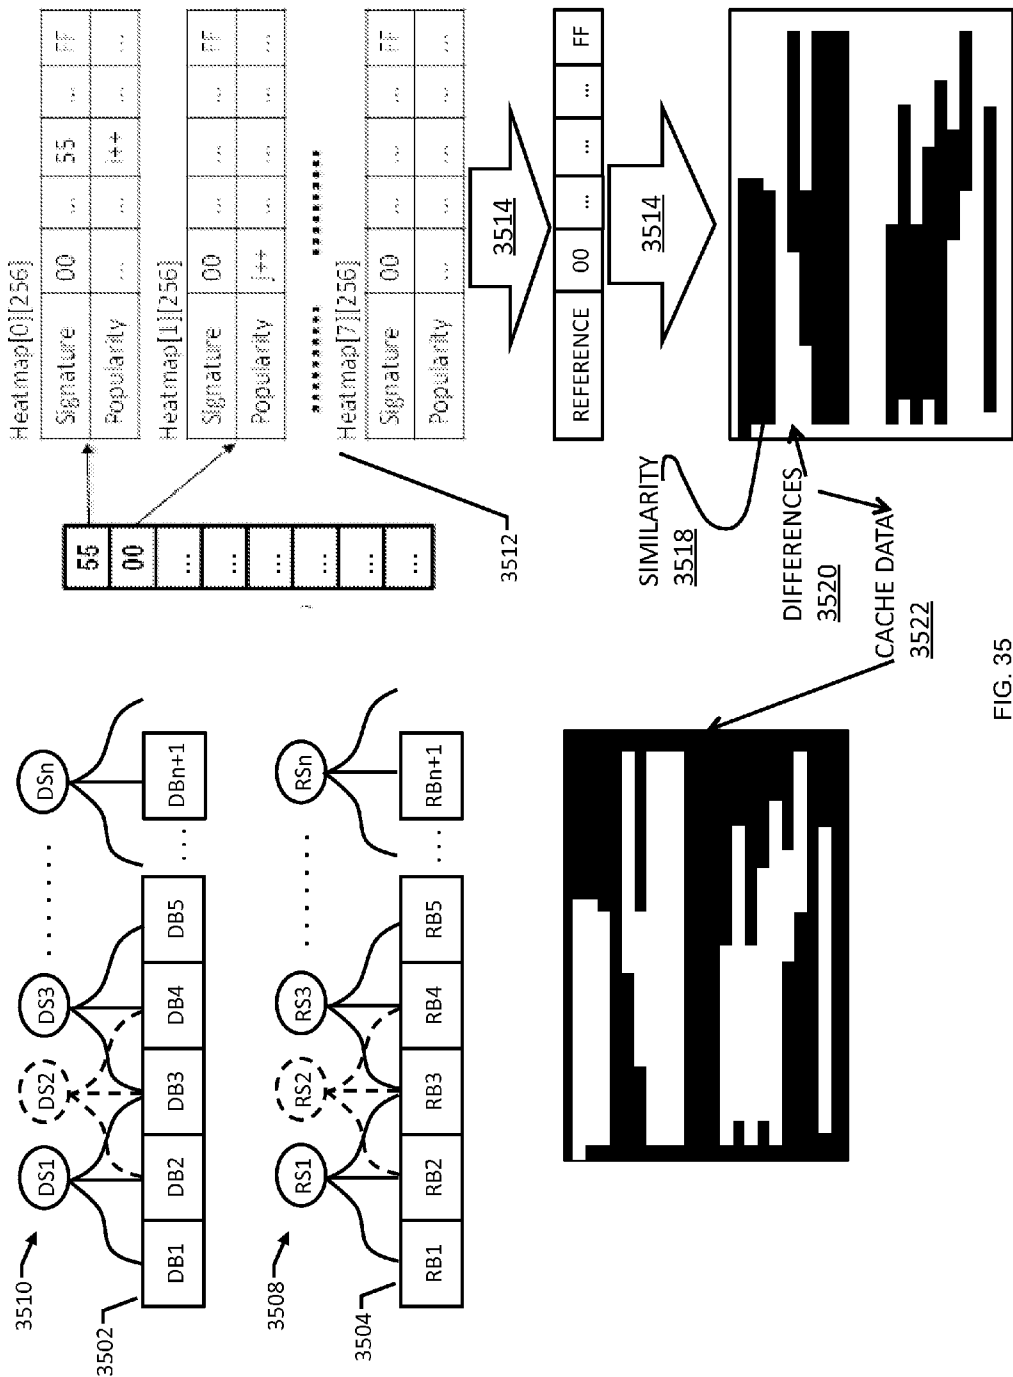 3510
DS1 DS2 DS3 ....... DSn
3502
DB1 DB2 DB3 DB4 DB5 .... DBn+1
3508
RS1 RS2 RS3 ....... RSn
3504
RB1 RB2 RB3 RB4 RB5 .... RBn+1
55
00
...
...
...
...
...
...
Heatmap[0][256]
Signature 00 ... 55 ... FF
Popularity ... ... i++ ... ...
Heatmap[1][256]
Signature 00 ... ... ... FF
Popularity j++ ... ... ... ...
Heatmap[7][256]
Signature 00 ... ... ... FF
Popularity ... ... ... ... ...
3512
3514
REFERENCE 00 ... ... ... FF
3514
SIMILARITY
3518
DIFFERENCES
3520
CACHE DATA
3522
FIG. 35